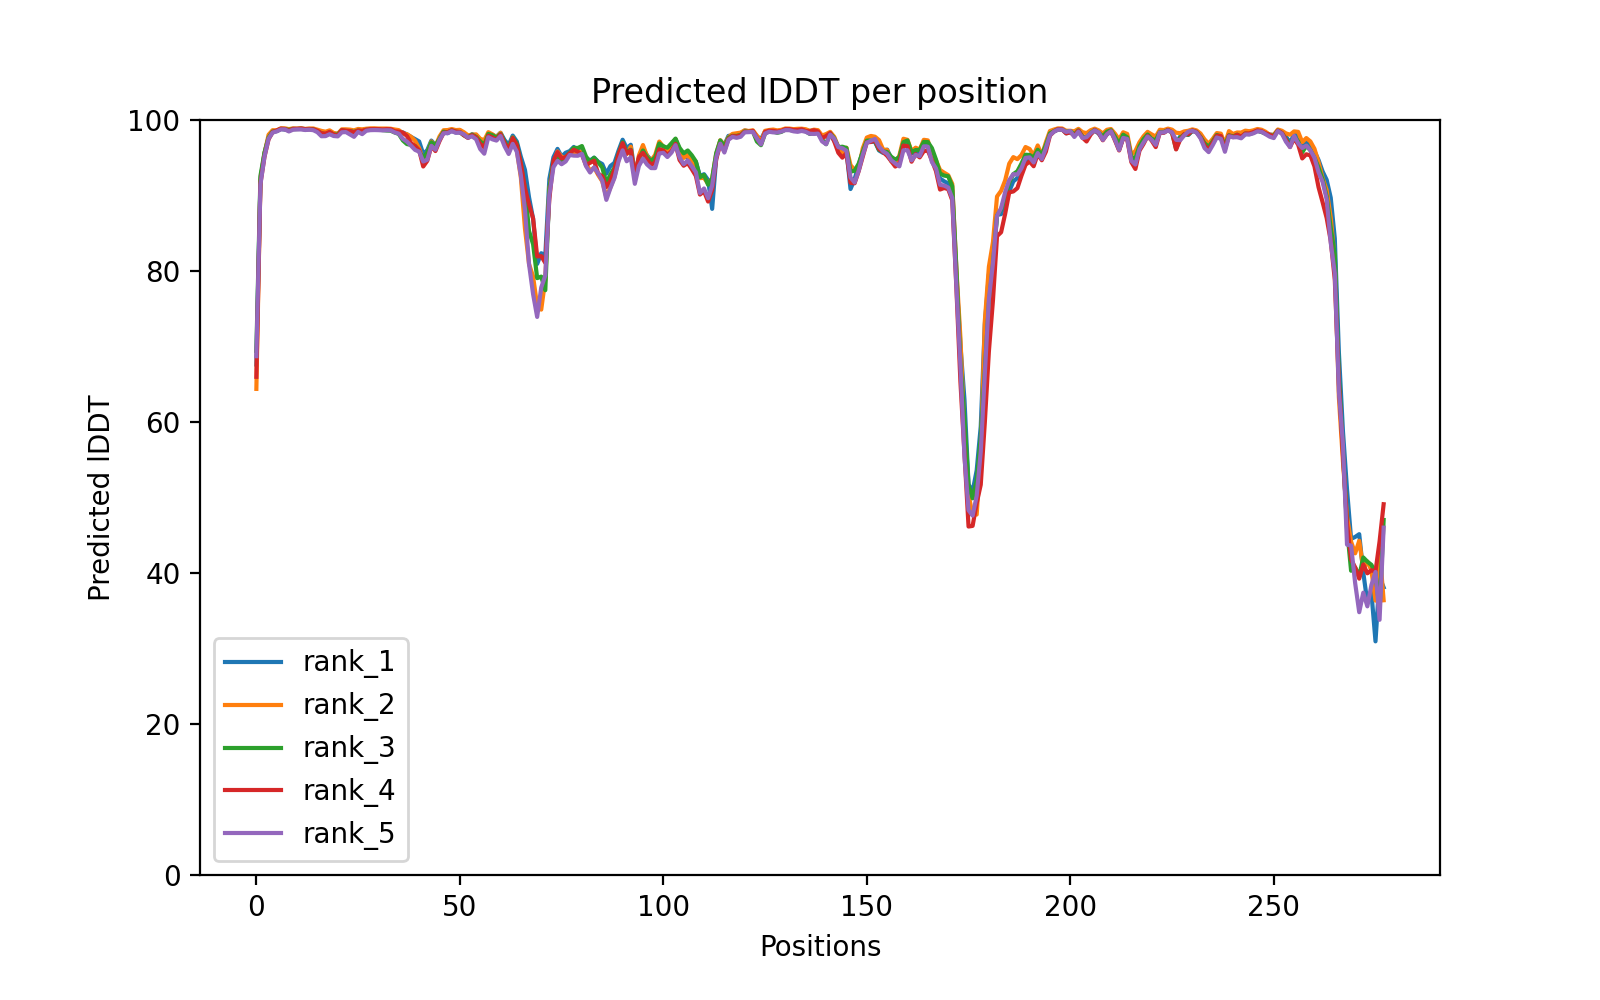 Predicted lDDT per position
Predicted lDDT
100
80
60
40
20
0
rank_1
rank_2
rank_3
rank_4
rank_5
0 50 100 150 200 250
Positions